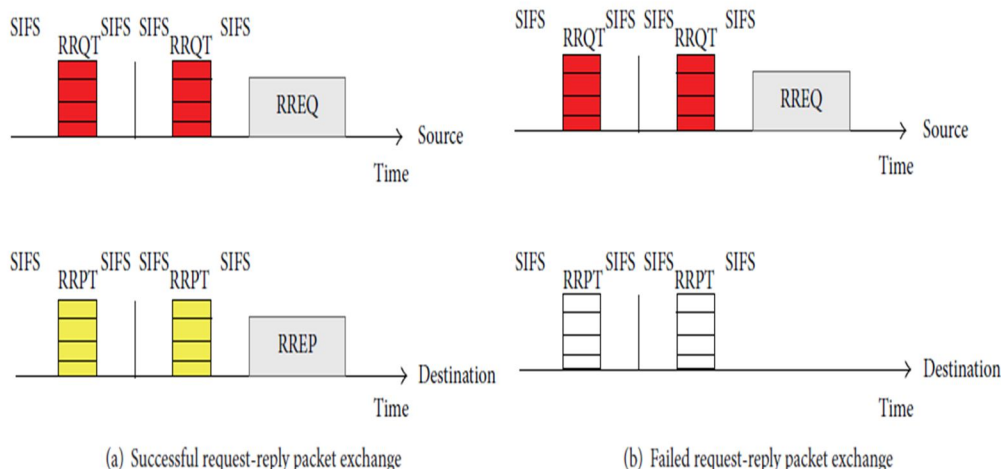 SIFS SIFS SIFS SIFS
RRQT RRQT
RREQ
Source
Time
SIFS SIFS SIFS SIFS
RRPT RRPT
RREP
Destination
Time
(a) Successful request-reply packet exchange
SIFS SIFS SIFS SIFS
RRQT RRQT
RREQ
Source
Time
SIFS SIFS SIFS SIFS
RRPT RRPT
Destination
Time
(b) Failed request-reply packet exchange